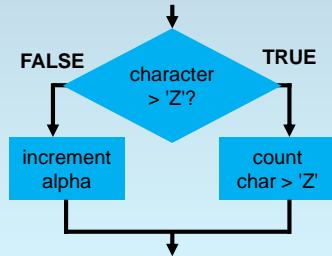 FALSE
TRUE
character
> 'Z'?
increment
alpha
count
char > 'Z'